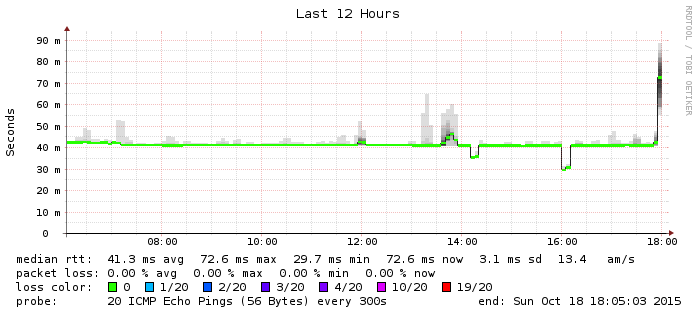 Last 12 Hours
RRDTOOL / TOBI OETIKER
Seconds
90 m
80 m
70 m
60 m
50 m
40 m
30 m
20 m
10 m
0
08:00 10:00 12:00 14:00 16:00 18:00
median rtt: 41.3 ms avg 72.6 ms max 29.7 ms min 72.6 ms now 3.1 ms sd 13.4 am/s
packet loss: 0.00 % avg 0.00 % max 0.00 % min 0.00 % now
loss color: 0 1/20 2/20 3/20 4/20 10/20 19/20
probe: 20 ICMP Echo Pings (56 Bytes) every 300s end: Sun Oct 18 18:05:03 2015